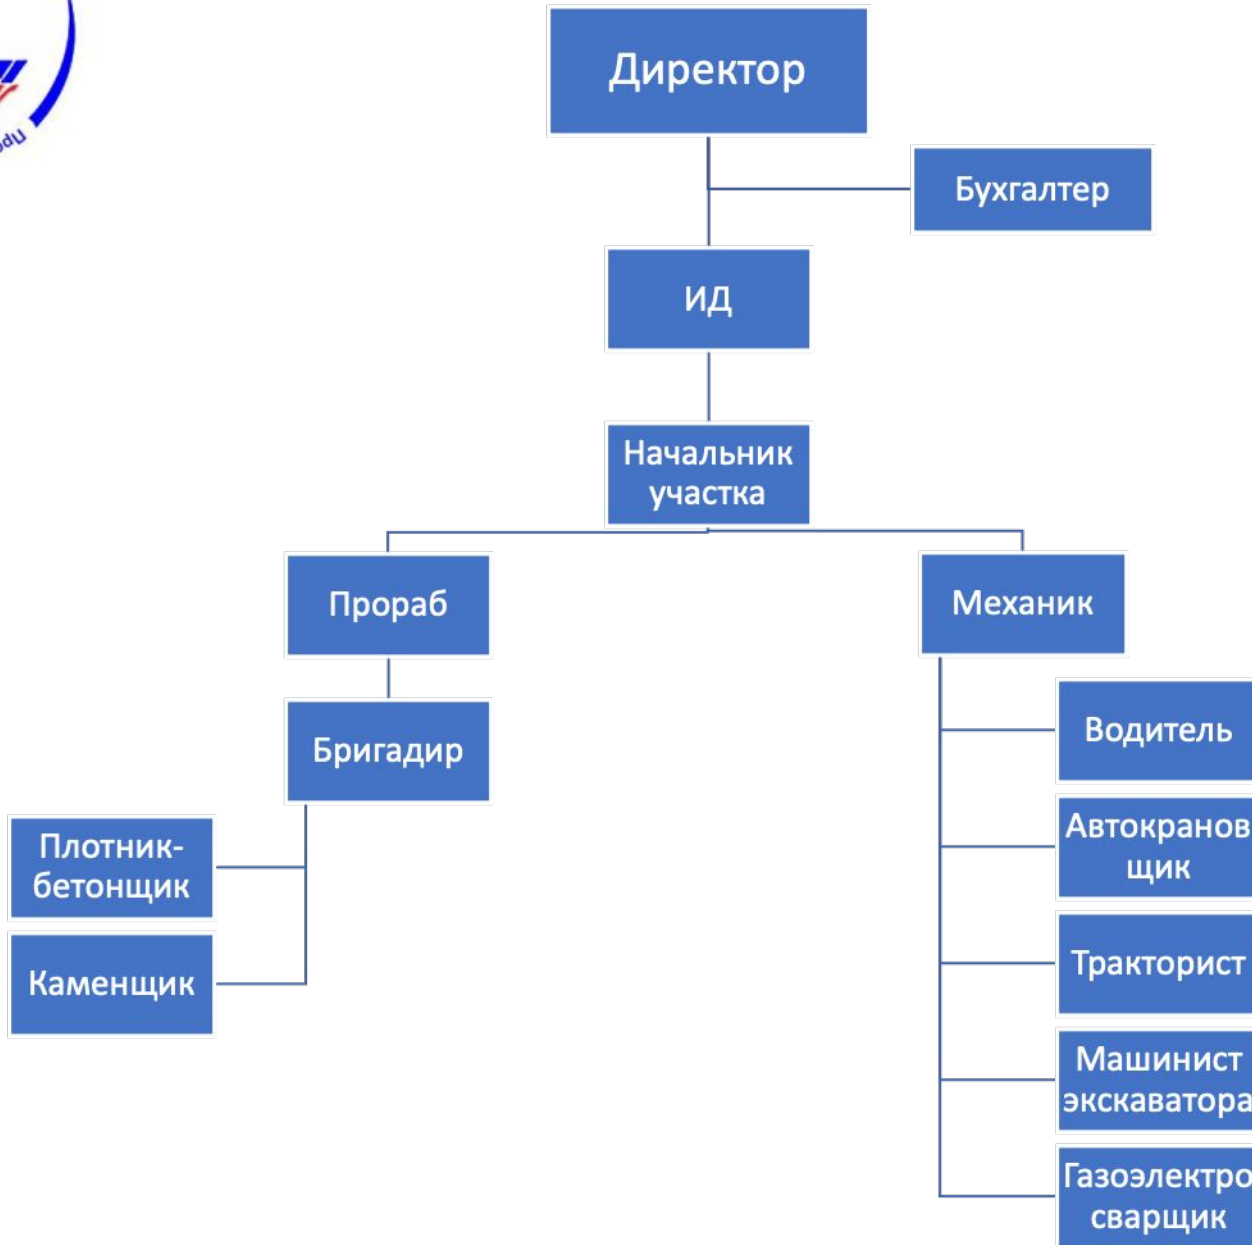 Директор
Бухгалтер
ИД
Начальник
участка
Прораб
Механик
Бригадир
Водитель
Плотник-
бетонщик
Автокранов
щик
Каменщик
Тракторист
Машинист
экскаватора
Газоэлектро
сварщик